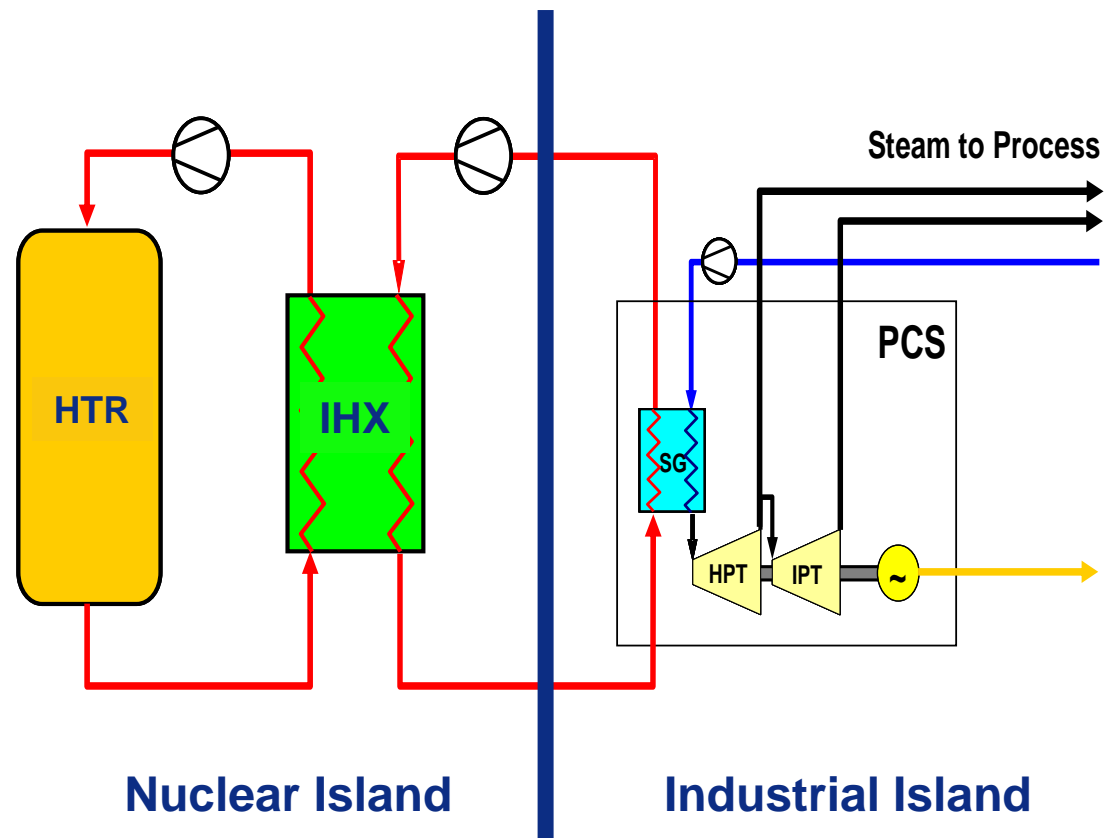 Steam to Process
PCS
HTR
IHX
SG
HPT
IPT
~
Nuclear Island
Industrial Island